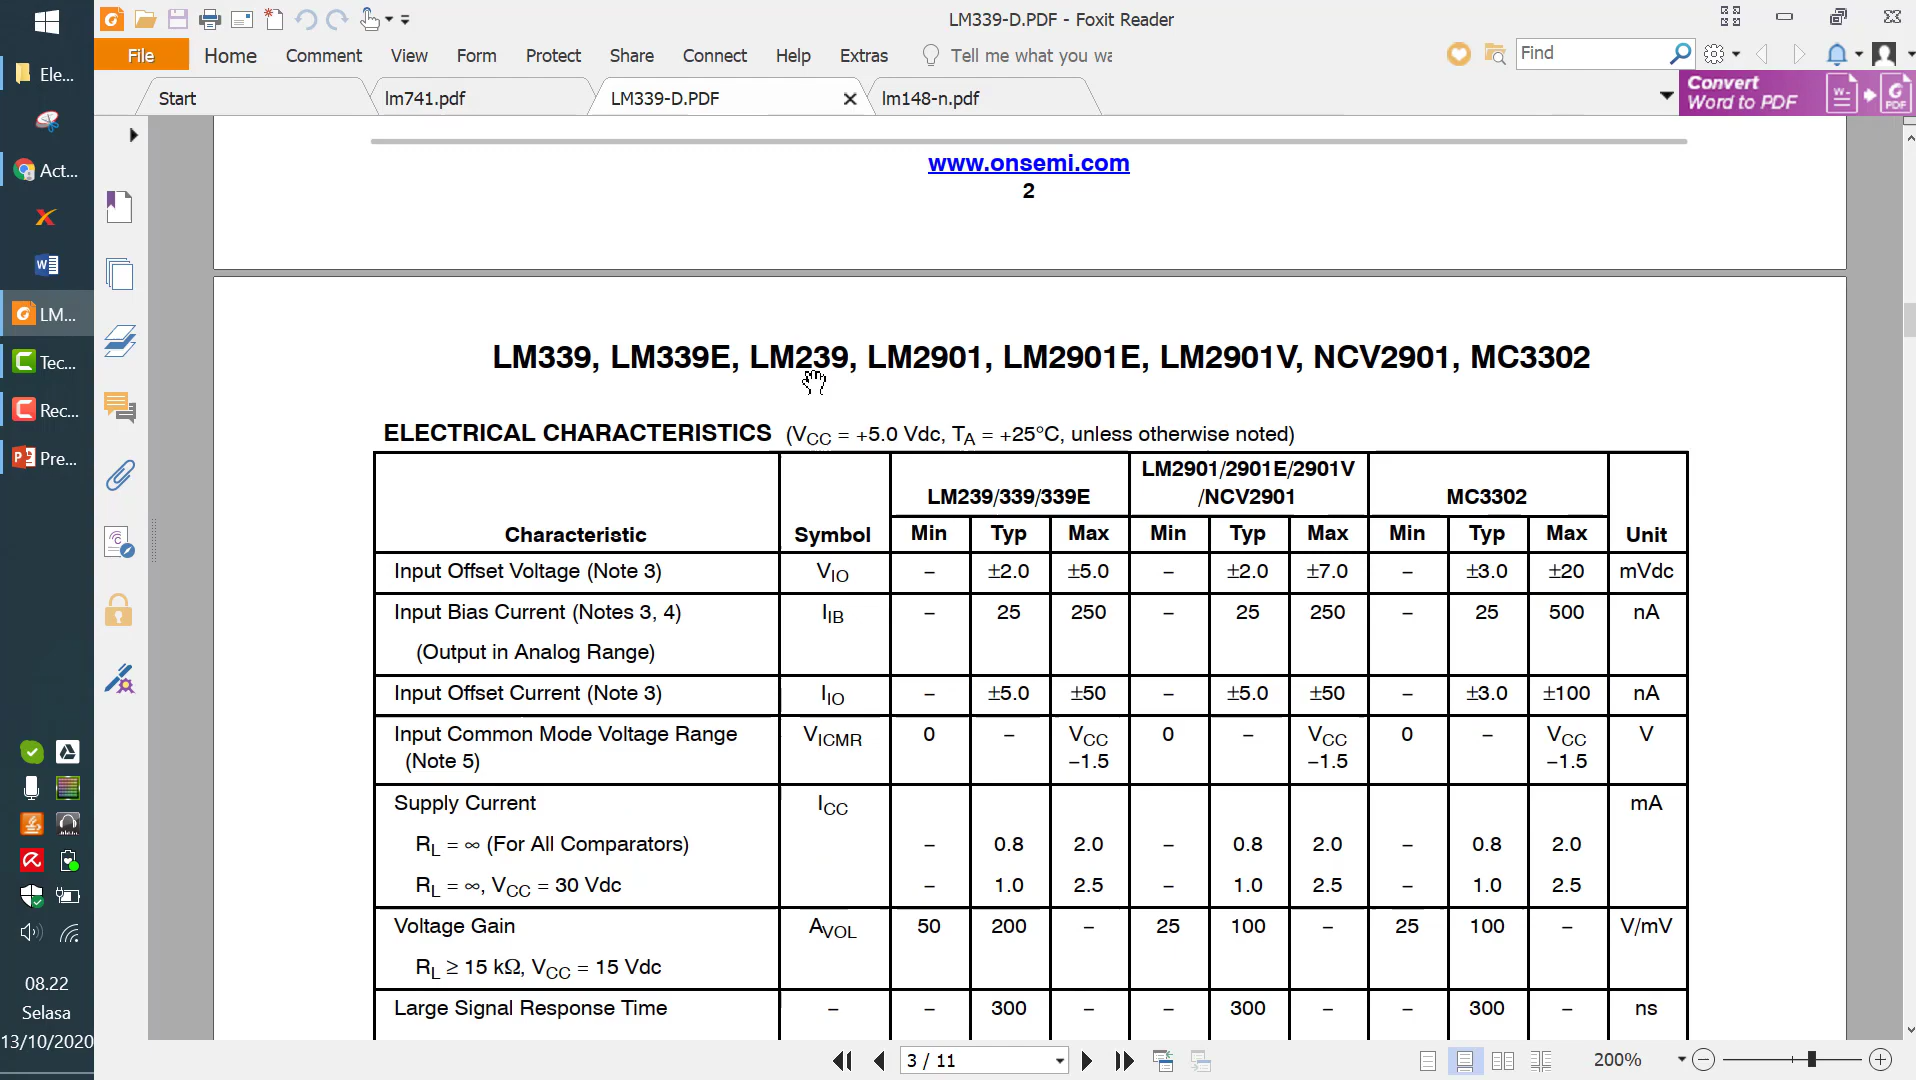 LM339-D.PDF - Foxit Reader
File Home Comment View Form Protect Share Connect Help Extras Tell me what you wa Find
Start lm741.pdf LM339-D.PDF lm148-n.pdf
Convert
Word to PDF
Ele...
Act...
LM...
Tec...
Rec...
Pre...
08.22
Selasa
13/10/2020
www.onsemi.com
2
LM339, LM339E, LM239, LM2901, LM2901E, LM2901V, NCV2901, MC3302
ELECTRICAL CHARACTERISTICS (VCC = +5.0 Vdc, TA = +25°C, unless otherwise noted)
LM239/339/339E LM2901/2901E/2901V /NCV2901 MC3302
Characteristic Symbol Min Typ Max Min Typ Max Min Typ Max Unit
Input Offset Voltage (Note 3) VIO – ±2.0 ±5.0 – ±2.0 ±7.0 – ±3.0 ±20 mVdc
Input Bias Current (Notes 3, 4) IIB – 25 250 – 25 250 – 25 500 nA
(Output in Analog Range)
Input Offset Current (Note 3) IIO – ±5.0 ±50 – ±5.0 ±50 – ±3.0 ±100 nA
Input Common Mode Voltage Range VICMR 0 – VCC 0 – VCC 0 – VCC V
(Note 5) –1.5 –1.5 –1.5
Supply Current ICC mA
RL = ∞ (For All Comparators) – 0.8 2.0 – 0.8 2.0 – 0.8 2.0
RL = ∞, VCC = 30 Vdc – 1.0 2.5 – 1.0 2.5 – 1.0 2.5
Voltage Gain AVOL 50 200 – 25 100 – 25 100 – V/mV
RL ≥ 15 kΩ, VCC = 15 Vdc
Large Signal Response Time – – 300 – – 300 – – 300 – ns
3 / 11
200%